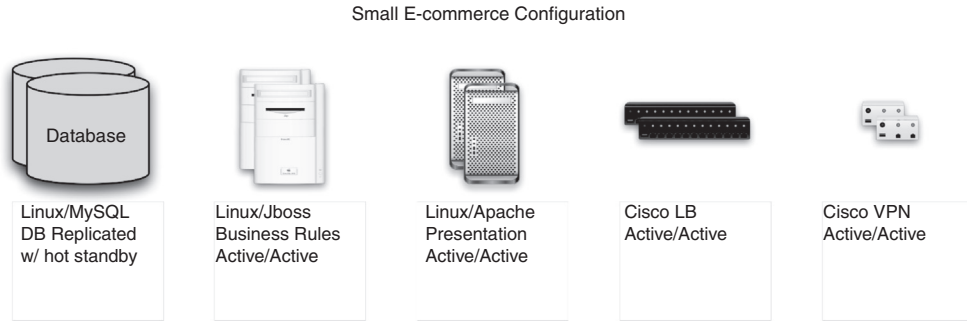 Small E-commerce Configuration
Database
Linux/MySQL
DB Replicated
w/ hot standby
Linux/Jboss
Business Rules
Active/Active
Linux/Apache
Presentation
Active/Active
Cisco LB
Active/Active
Cisco VPN
Active/Active